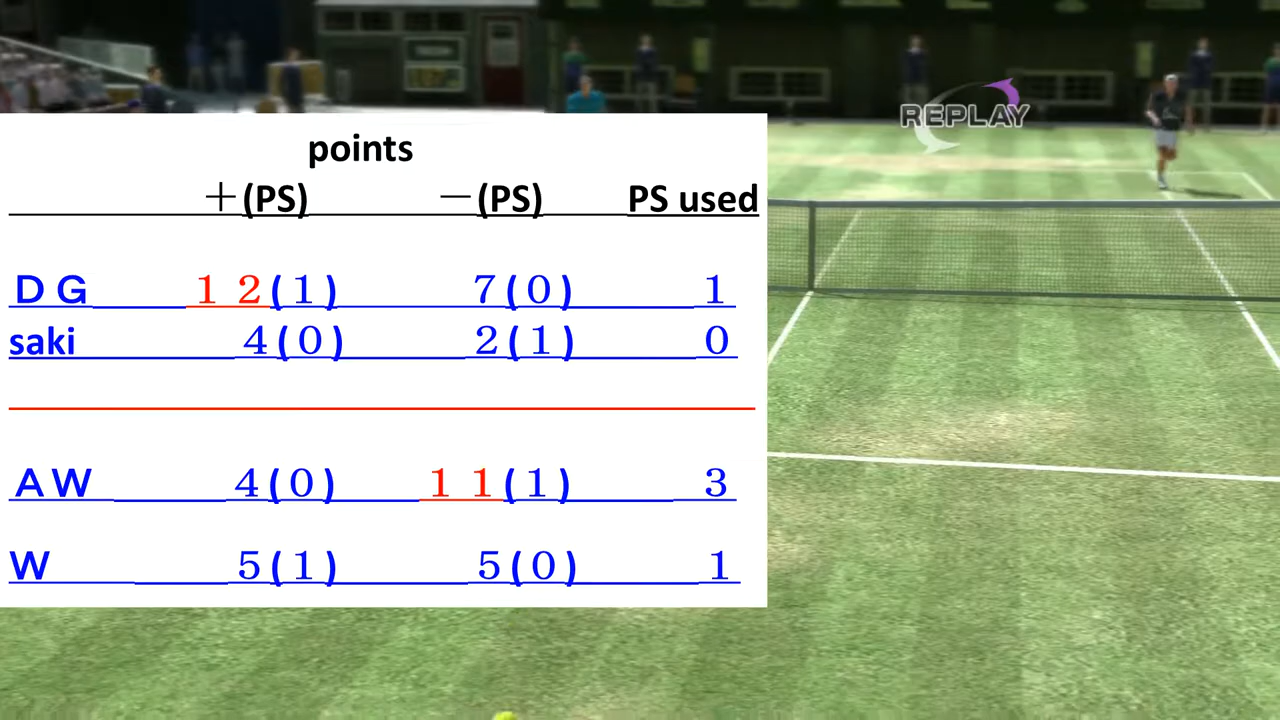 REPLAY
points
＋(PS) －(PS) PS used
ＤＧ １２(１) ７(０) １
saki ４(０) ２(１) ０
ＡＷ ４(０) １１(１) ３
Ｗ ５(１) ５(０) １